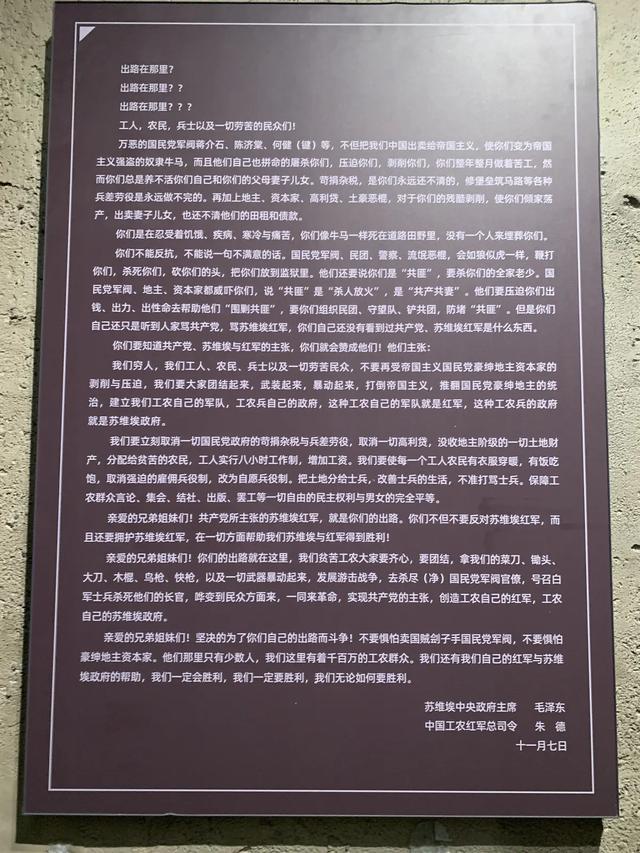 出路在那里?
出路在那里? ?
出路在那里? ? ?
工人，农民，兵士以及一切劳苦的民众们!
万恶的国民党军阀蒋介石、陈济棠、何健（键）等，不但把我们中国出卖给帝国主义，使你们变为帝国
主义强盗的奴隶牛马，而且他们自己也拼命的屠杀你们，压迫你们，剥削你们，你们整年整月做着苦工，然
而你们总是养不活你们自己和你们的父母妻子儿女。苛捐杂税，是你们永远还不清的，修堡垒筑马路等各种
兵差劳役是永远做不完的。再加上地主、资本家、高利贷、土豪恶棍，对于你们的残酷剥削，使你们倾家荡
产，出卖妻子儿女，也还不清他们的田租和债款。
你们是在忍受着饥饿、疾病、寒冷与痛苦，你们像牛马一样死在道路田野里，没有一个人来埋葬你们。
你们不能反抗，不能说一句不满意的话。国民党军阀、民团、警察、流氓恶棍，会如狼似虎一样，鞭打
你们，杀死你们，砍你们的头，把你们放到监狱里。他们还要说你们是“共匪”，要杀你们的全家老少。国
民党军阀、地主、资本家都威吓你们，说“共匪”是“杀人放火”，是“共产共妻”。他们要压迫你们出
钱、出力、出性命去帮助他们“围剿共匪”，要你们组织民团、守望队、铲共团，防堵“共匪”。但是你们
自己还只是听到人家骂共产党，骂苏维埃红军，你们自己还没有看到过共产党、苏维埃红军是什么东西。
你们要知道共产党、苏维埃与红军的主张，你们就会赞成他们! 他们主张:
我们穷人，我们工人、农民、兵士以及一切劳苦民众，不要再受帝国主义国民党豪绅地主资本家的
剥削与压迫，我们要大家团结起来，武装起来，暴动起来，打倒帝国主义，推翻国民党豪绅地主的统
治，建立我们工农自己的军队，工农兵自己的政府，这种工农自己的军队就是红军，这种工农兵的政府
就是苏维埃政府。
我们要立刻取消一切国民党政府的苛捐杂税与兵差劳役，取消一切高利贷，没收地主阶级的一切土地财
产，分配给贫苦的农民，工人实行八小时工作制，增加工资。我们要使每一个工人农民有衣服穿暖，有饭吃
饱，取消强迫的雇佣兵役制，改为自愿兵役制。把土地分给士兵，改善士兵的生活，不准打骂士兵。保障工
农群众言论、集会、结社、出版、罢工等一切自由的民主权利与男女的完全平等。
亲爱的兄弟姐妹们! 共产党所主张的苏维埃红军，就是你们的出路。你们不但不要反对苏维埃红军，而
且还要拥护苏维埃红军，在一切方面帮助我们苏维埃与红军得到胜利!
亲爱的兄弟姐妹们! 你们的出路就在这里，我们贫苦工农大家要齐心，要团结，拿我们的菜刀、锄头、
大刀、木棍、鸟枪、快枪，以及一切武器暴动起来，发展游击战争，去杀尽（净）国民党军阀官僚，号召白
军士兵杀死他们的长官，哗变到民众方面来，一同来革命，实现共产党的主张，创造工农自己的红军，工农
自己的苏维埃政府。
亲爱的兄弟姐妹们! 坚决的为了你们自己的出路而斗争! 不要惧怕卖国贼刽子手国民党军阀，不要惧怕
豪绅地主资本家。他们那里只有少数人，我们这里有着千百万的工农群众。我们还有我们自己的红军与苏维
埃政府的帮助，我们一定会胜利，我们一定要胜利，我们无论如何要胜利。
苏维埃中央政府主席 毛泽东
中国工农红军总司令 朱 德
十一月七日